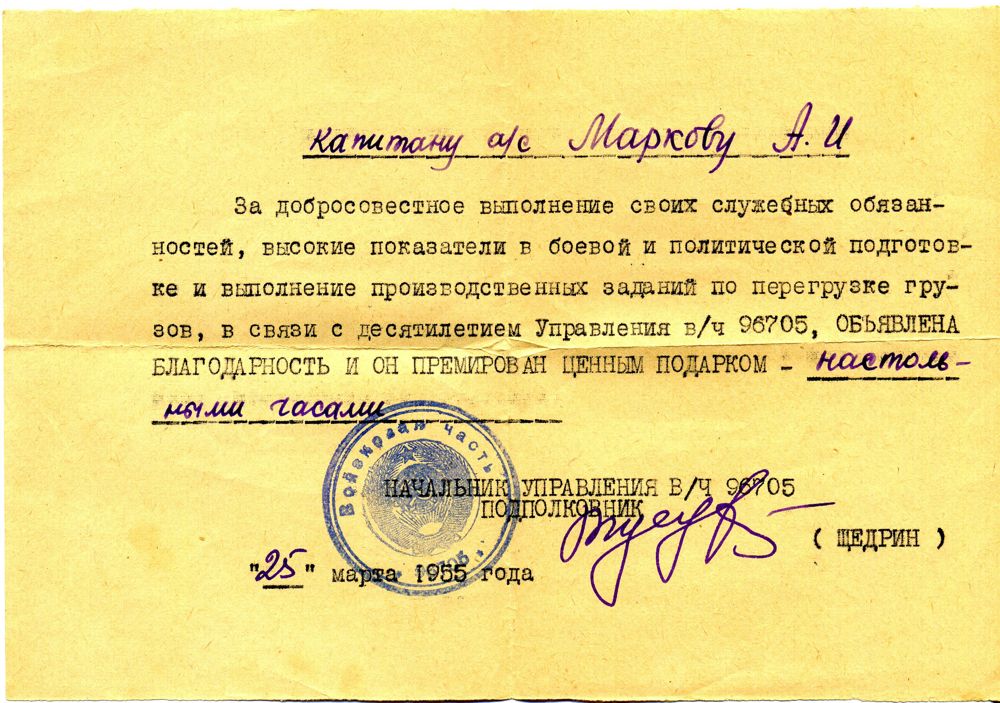 капитану а/с Маркову А. И
За добросовестное выполнение своих служебных обязан-
ностей, высокие показатели в боевой и политической подготов-
ке и выполнение производственных заданий по перегрузке гру-
зов, в связи с десятилетием Управления в/ч 96705, ОБЪЯВЛЕНА
БЛАГОДАРНОСТЬ И ОН ПРЕМИРОВАН ЦЕННЫМ ПОДАРКОМ - настоль-
ными часами
Войсковая часть
* 96705 *
НАЧАЛЬНИК УПРАВЛЕНИЯ В/Ч 96705
ПОДПОЛКОВНИК
( ЩЕДРИН )
"25" марта 1955 года